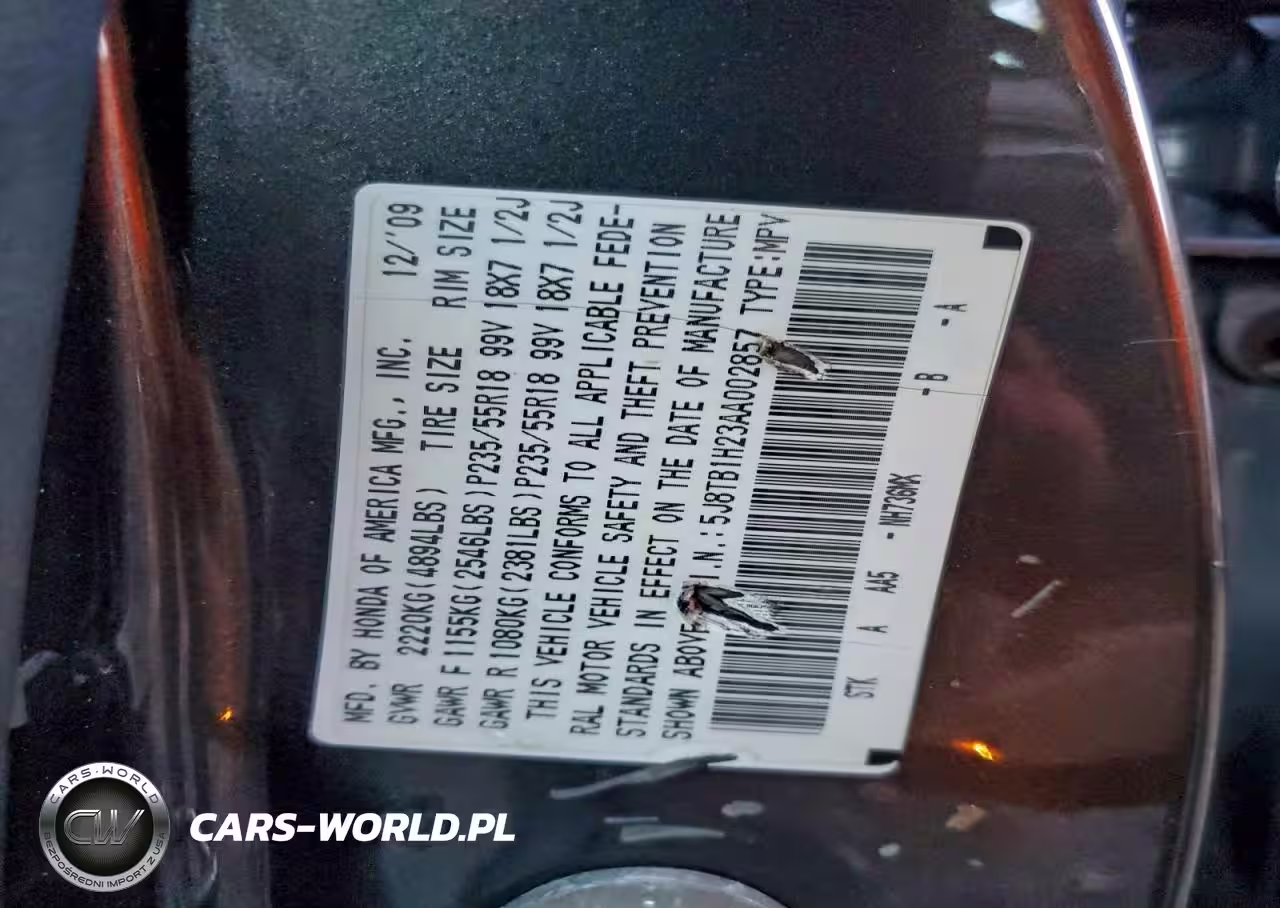 MFD. BY HONDA OF AMERICA MFG., INC. 12/'09
GVWR 2220KG(4894LBS) TIRE SIZE RIM SIZE
GAWR F 1155KG(2546LBS)P235/55R18 99V 18X7 1/2J
GAWR R 1080KG(2381LBS)P235/55R18 99V 18X7 1/2J
THIS VEHICLE CONFORMS TO ALL APPLICABLE FEDE-
RAL MOTOR VEHICLE SAFETY AND THEFT PREVENTION
STANDARDS IN EFFECT ON THE DATE OF MANUFACTURE
SHOWN ABOVE I.N.:5J8TB1H23AA002857 TYPE:MPV
STK A AA5 -NH736MX -B -A
CARS-WORLD
CW
BEZPOŚREDNI IMPORT Z USA
CARS-WORLD.PL